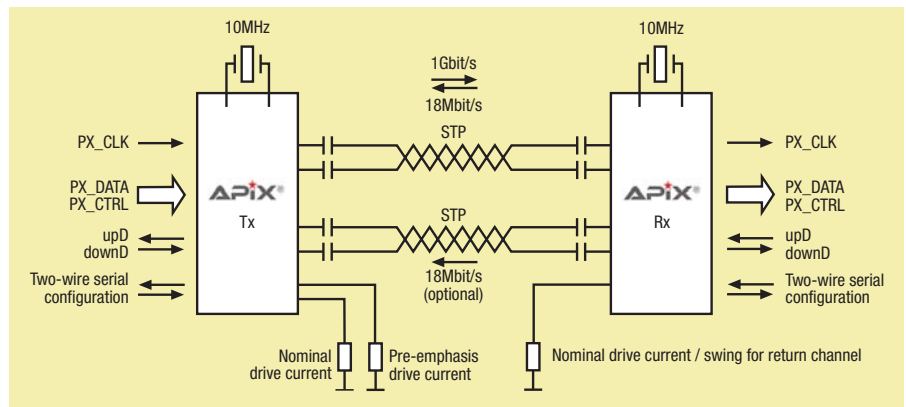 10MHz
10MHz
1Gbit/s
18Mbit/s
STP
PX_CLK
PX_CLK
APIX®
APIX®
PX_DATA
PX_CTRL
PX_DATA
PX_CTRL
Tx
Rx
STP
upD
downD
upD
downD
18Mbit/s
(optional)
Two-wire serial
configuration
Two-wire serial
configuration
Nominal
drive current
Pre-emphasis
drive current
Nominal drive current / swing for return channel